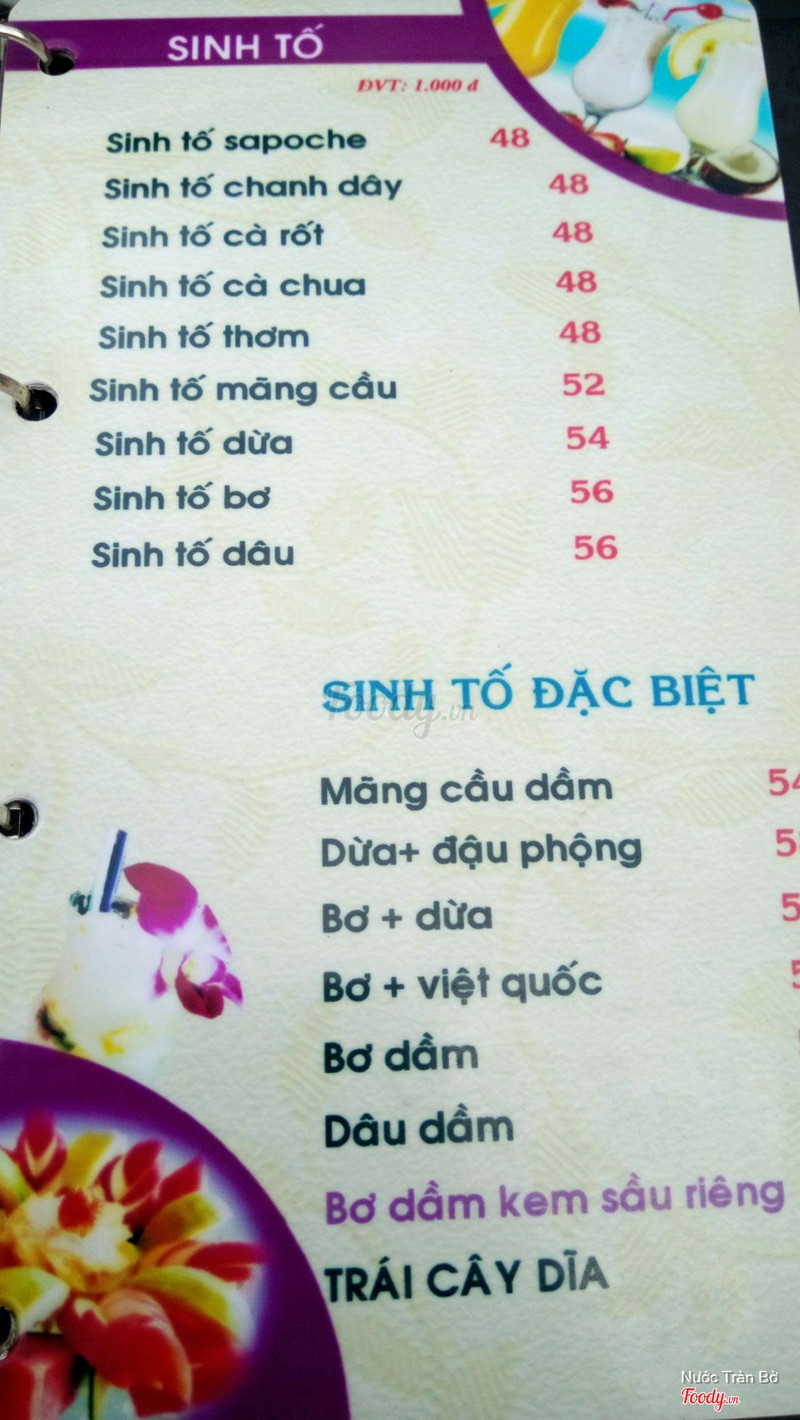 SINH TỐ
ĐVT: 1.000 đ
Sinh tố sapoche 48
Sinh tố chanh dây 48
Sinh tố cà rốt 48
Sinh tố cà chua 48
Sinh tố thơm 48
Sinh tố mãng cầu 52
Sinh tố dừa 54
Sinh tố bơ 56
Sinh tố dâu 56
SINH TỐ ĐẶC BIỆT
Foody.vn
Mãng cầu dầm 54
Dừa+ đậu phộng
Bơ + dừa
Bơ + việt quốc
Bơ dầm
Dâu dầm
Bơ dầm kem sầu riêng
TRÁI CÂY DĨA
Nước Tràn Bờ
Foody.vn